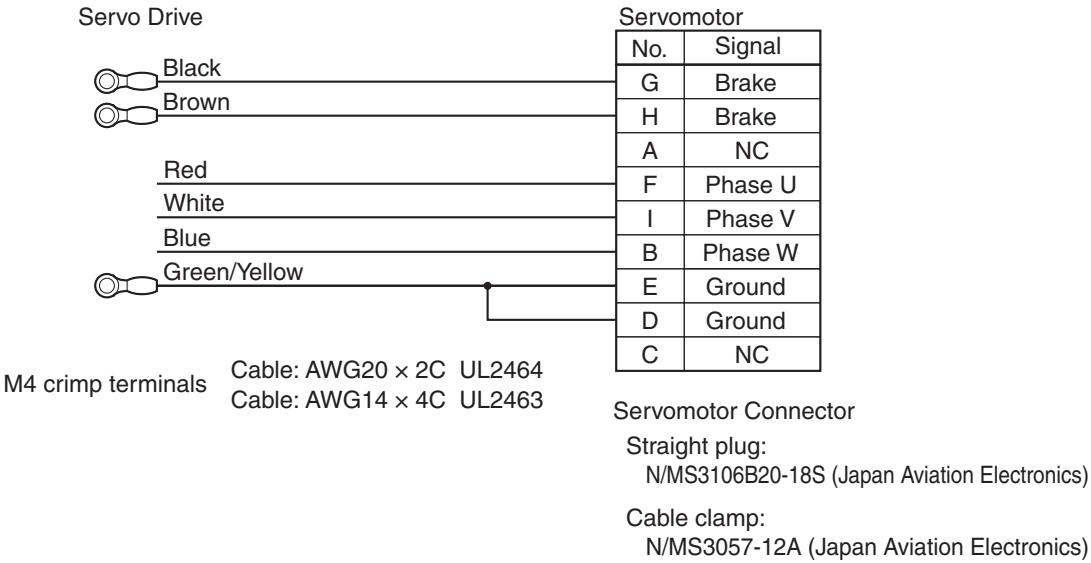 Servo Drive
Servomotor
No. Signal
Black
G Brake
Brown
H Brake
A NC
Red
F Phase U
White
I Phase V
Blue
B Phase W
Green/Yellow
E Ground
D Ground
C NC
M4 crimp terminals
Cable: AWG20 × 2C UL2464
Cable: AWG14 × 4C UL2463
Servomotor Connector
Straight plug:
N/MS3106B20-18S (Japan Aviation Electronics)
Cable clamp:
N/MS3057-12A (Japan Aviation Electronics)